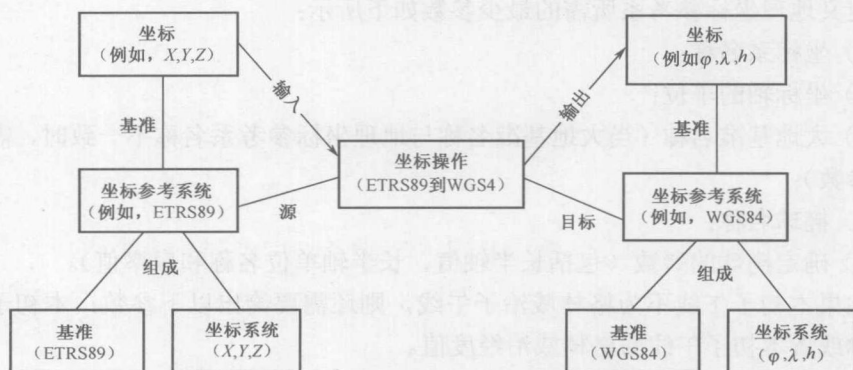 坐标
(例如，X,Y,Z)
坐标
(例如φ,λ,h)
输入
输出
基准
基准
坐标操作
(ETRS89到WGS4)
坐标参考系统
(例如，ETRS89)
坐标参考系统
(例如，WGS84)
源
目标
组成
组成
基准
(ETRS89)
坐标系统
(X,Y,Z)
基准
(WGS84)
坐标系统
(φ,λ,h)